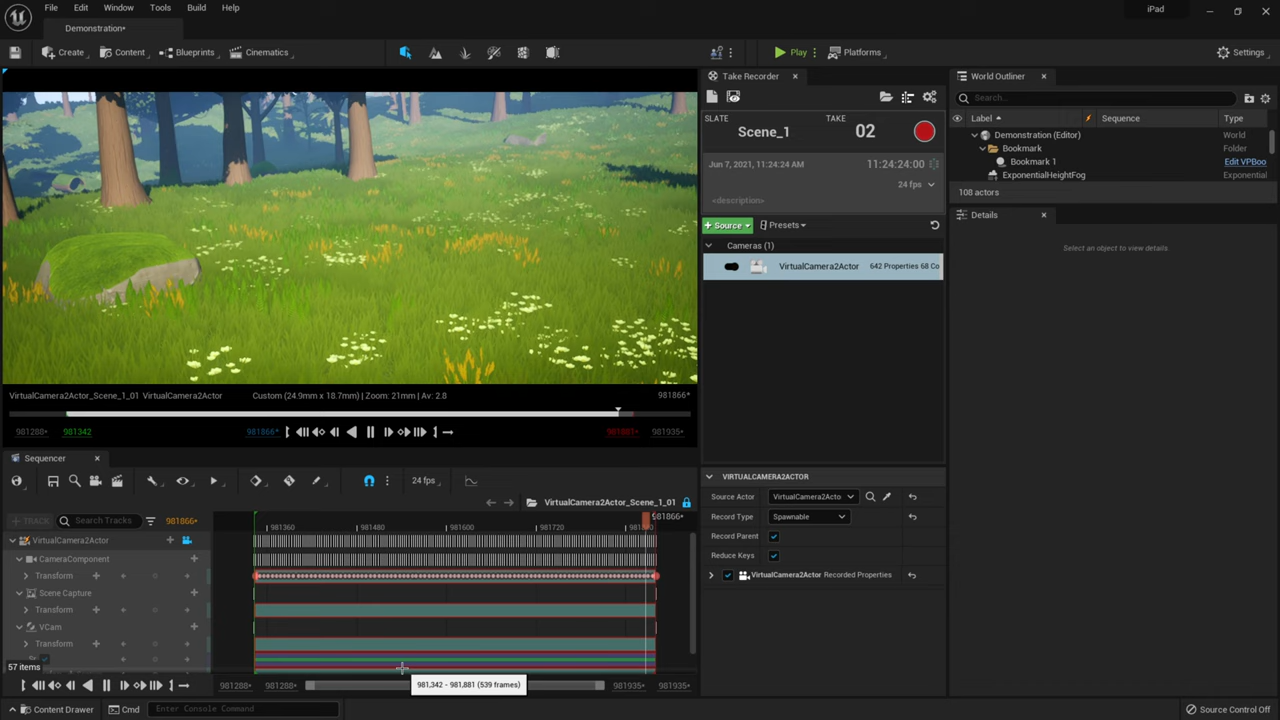 File Edit Window Tools Build Help
iPad
Demonstration•
Create Content Blueprints Cinematics
Play Platforms
Settings
Take Recorder
World Outliner
Search...
SLATE TAKE
Scene_1 02
Label Sequence Type
Demonstration (Editor) World
Bookmark Folder
Bookmark 1 Edit VPBoo
ExponentialHeightFog Exponential
108 actors
Jun 7, 2021, 11:24:24 AM 11:24:24:00
24 fps
<description>
Source Presets
Details
Select an object to view details
Cameras (1)
VirtualCamera2Actor 642 Properties 68 Co
VirtualCamera2Actor_Scene_1_01 VirtualCamera2Actor Custom (24.9mm x 18.7mm) | Zoom: 21mm | Av: 2.8 981866*
981288+ 981342 981866* 981881+ 981935+
Sequencer
24 fps
VirtualCamera2Actor_Scene_1_01
+ TRACK Search Tracks 981866*
981360 981480 981600 981720 981866*
VirtualCamera2Actor
CameraComponent
Transform
Scene Capture
Transform
VCam
Transform
57 items
981288+ 981288+ 981935+ 981935+
981,342 - 981,881 (539 frames)
VIRTUALCAMERA2ACTOR
Source Actor VirtualCamera2Acto
Record Type Spawnable
Record Parent
Reduce Keys
VirtualCamera2Actor Recorded Properties
Content Drawer Cmd Enter Console Command
Source Control Off